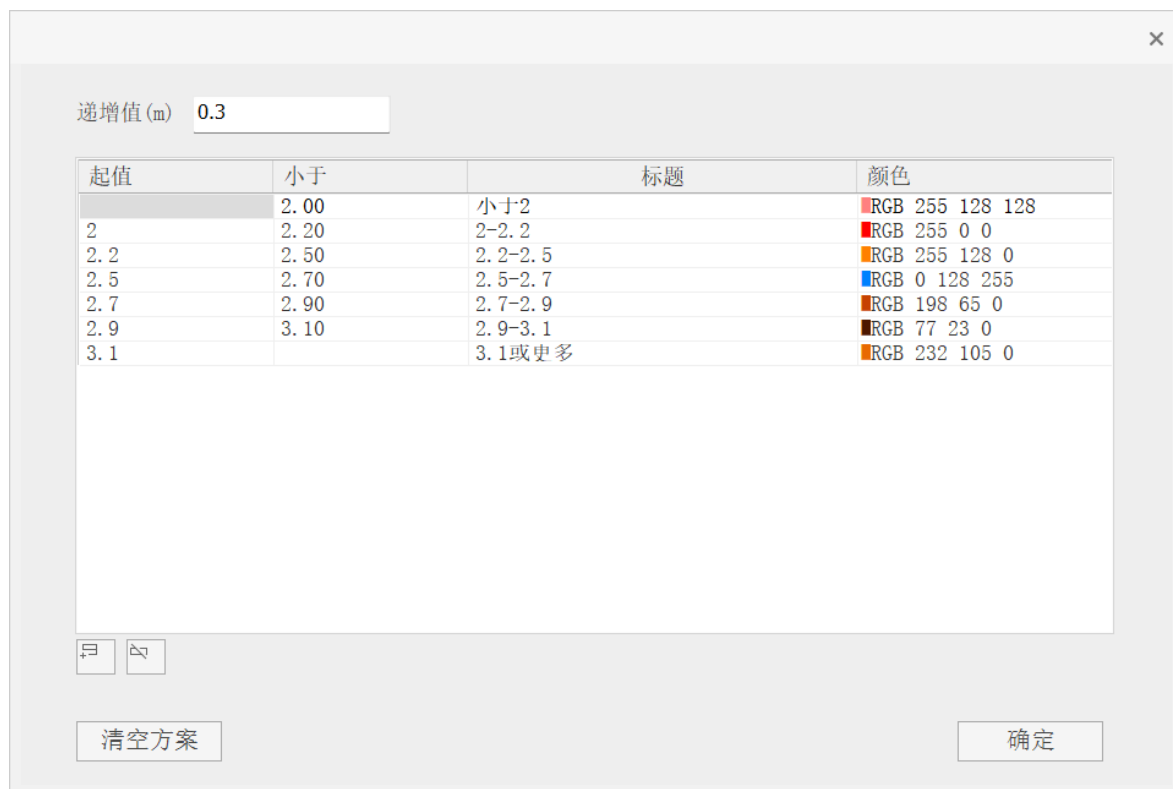 递增值(m) 0.3
起值 小于 标题 颜色
2.00 小于2 RGB 255 128 128
2 2.20 2-2.2 RGB 255 0 0
2.2 2.50 2.2-2.5 RGB 255 128 0
2.5 2.70 2.5-2.7 RGB 0 128 255
2.7 2.90 2.7-2.9 RGB 198 65 0
2.9 3.10 2.9-3.1 RGB 77 23 0
3.1 3.1或更多 RGB 232 105 0
清空方案 确定